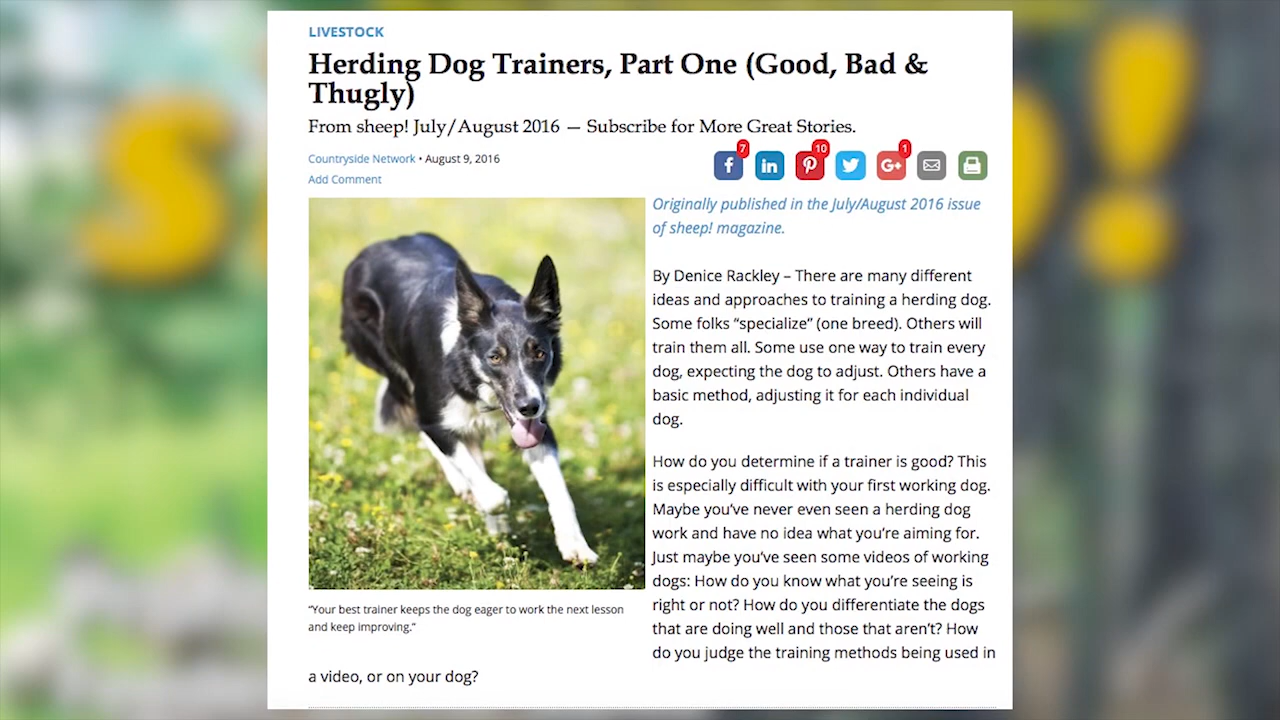 LIVESTOCK
Herding Dog Trainers, Part One (Good, Bad &
Thugly)
From sheep! July/August 2016 — Subscribe for More Great Stories.
Countryside Network • August 9, 2016
Add Comment
7
10
1
f
in
G+
Originally published in the July/August 2016 issue
of sheep! magazine.
By Denice Rackley – There are many different
ideas and approaches to training a herding dog.
Some folks “specialize” (one breed). Others will
train them all. Some use one way to train every
dog, expecting the dog to adjust. Others have a
basic method, adjusting it for each individual
dog.
How do you determine if a trainer is good? This
is especially difficult with your first working dog.
Maybe you’ve never even seen a herding dog
work and have no idea what you’re aiming for.
Just maybe you’ve seen some videos of working
dogs: How do you know what you’re seeing is
right or not? How do you differentiate the dogs
that are doing well and those that aren’t? How
do you judge the training methods being used in
a video, or on your dog?
“Your best trainer keeps the dog eager to work the next lesson
and keep improving.“